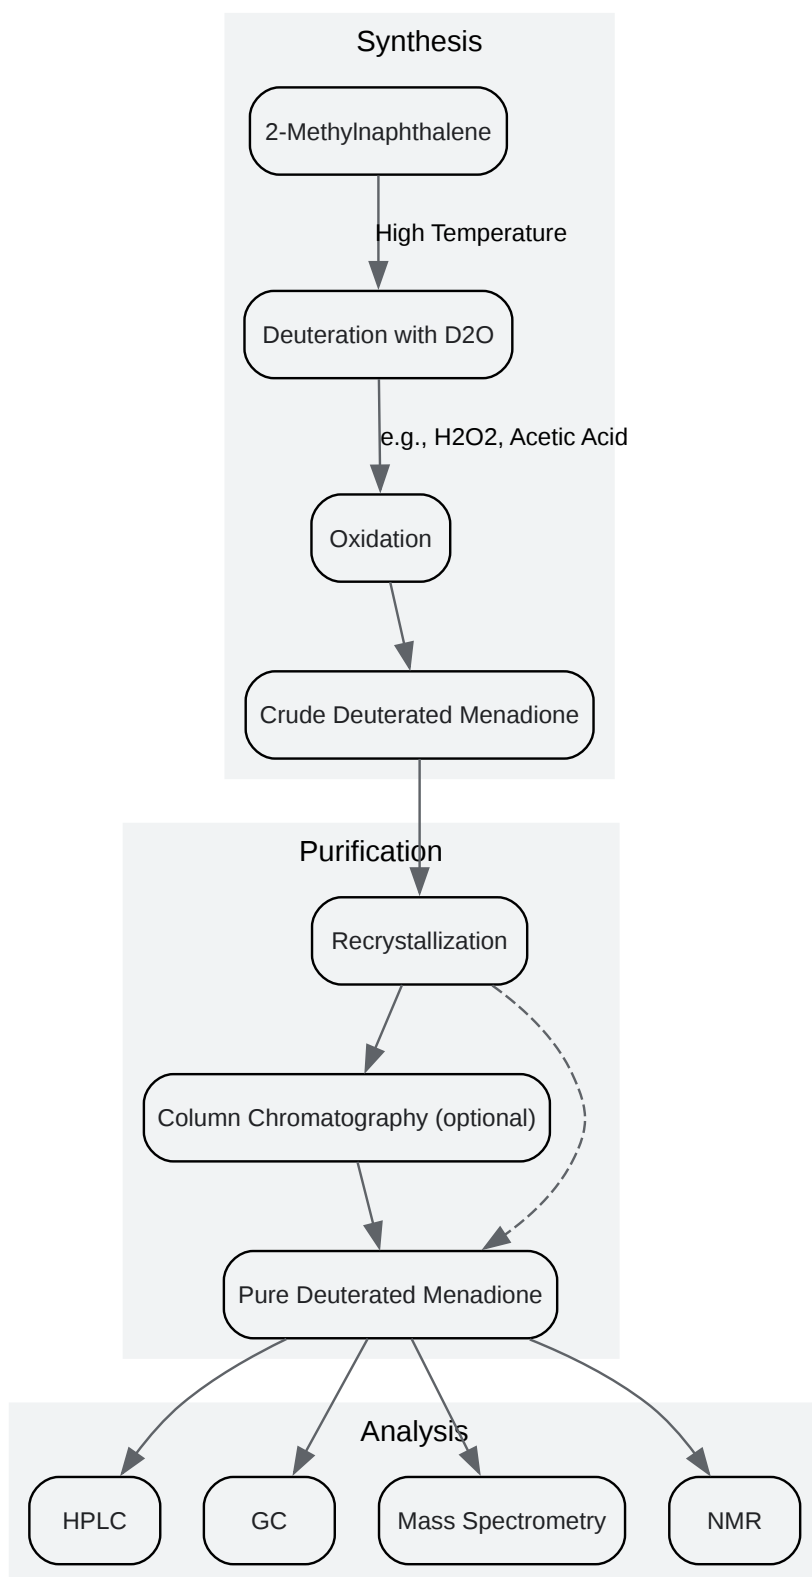 Synthesis
2-Methylnaphthalene
High Temperature
Deuteration with D2O
e.g., H2O2, Acetic Acid
Oxidation
Crude Deuterated Menadione
Purification
Recrystallization
Column Chromatography (optional)
Pure Deuterated Menadione
Analysis
HPLC
GC
Mass Spectrometry
NMR